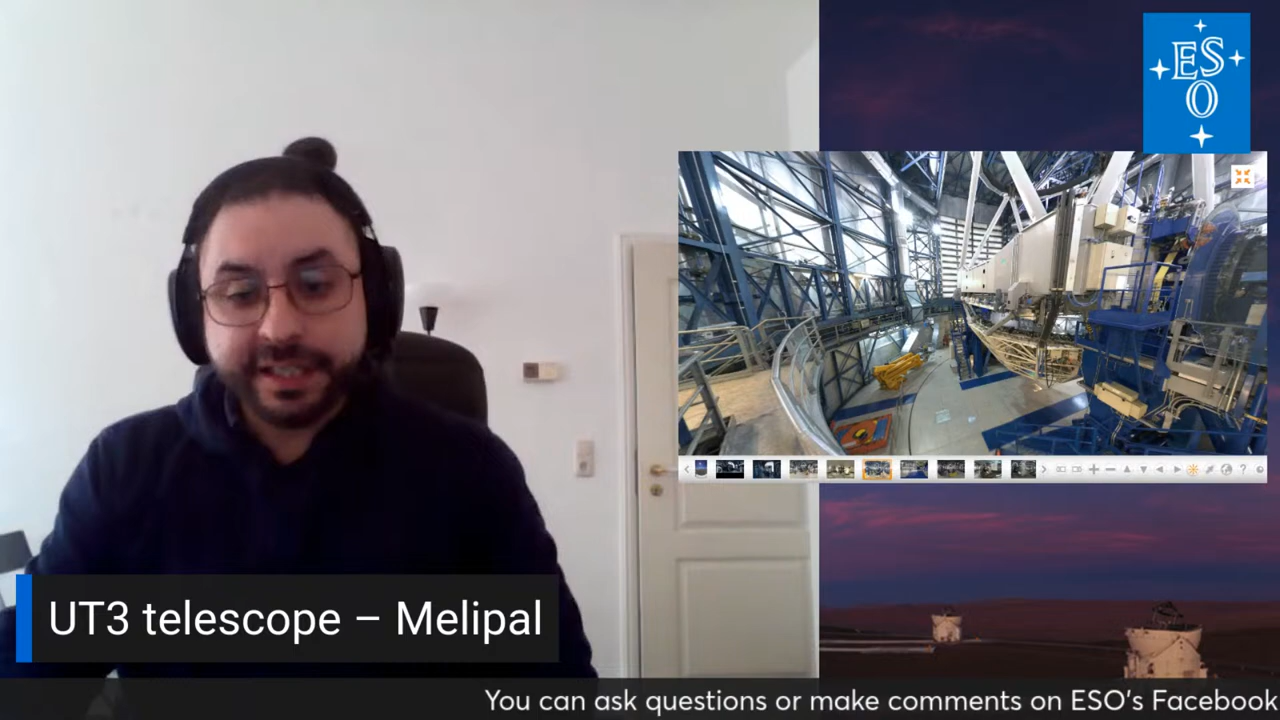 ESO
UT3 telescope – Melipal
You can ask questions or make comments on ESO's Facebook